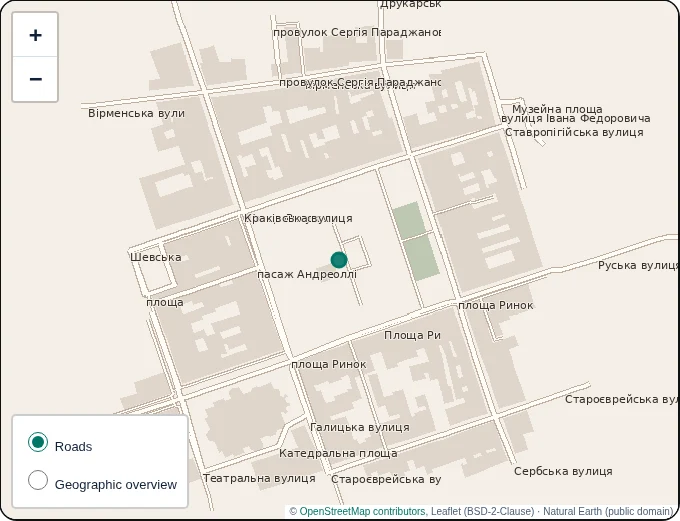 Друкарськ
+
провулок Сергія Параджанов
−
провулок Сергія Параджанс
Вірменська вули
Музейна площа
вулиця Івана Федоровича
Ставропігійська вулиця
Краківська вулиця
Шевська
Руська вулиця
пасаж Андреоллі
площа
площа Ринок
Площа Ри
площа Ринок
Староєврейська вул
Галицька вулиця
Roads
Катедральна площа
Сербська вулиця
Geographic overview
Театральна вулиця
Староєврейська ву
© OpenStreetMap contributors, Leaflet (BSD-2-Clause) · Natural Earth (public domain)